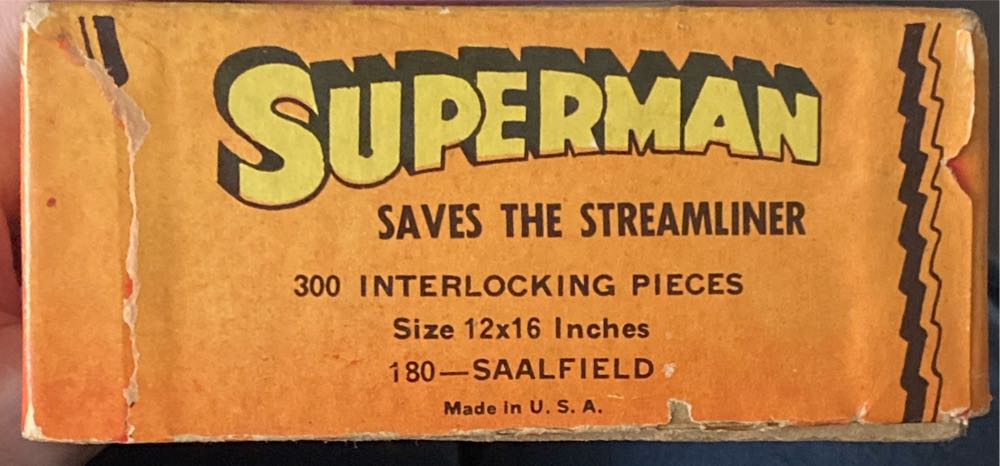 SUPERMAN
SAVES THE STREAMLINER
300 INTERLOCKING PIECES
Size 12x16 Inches
180—SAALFIELD
Made in U. S. A.